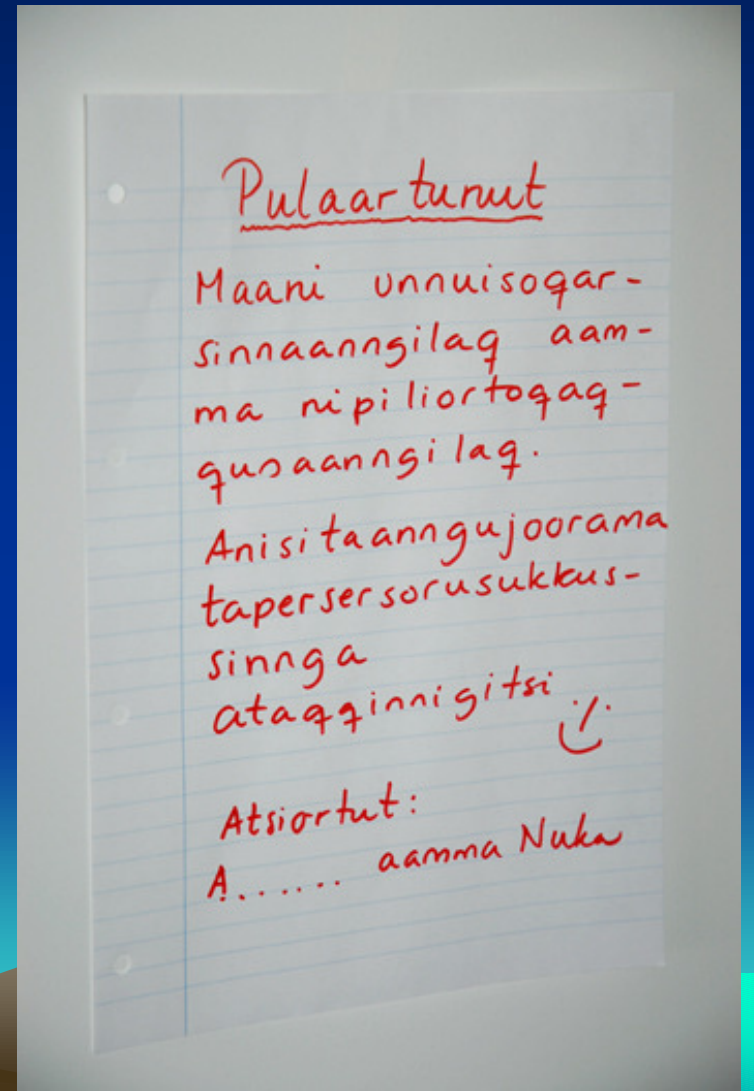 Pulaartunut
Maani unnuisoqar-
sinnaanngilaq aam-
ma nipiliortoqaq-
qusaanngilaq.
Anisitaanngujoorama
tapersersorusukkus-
sinnga
ataqqinnigitsi
Atsiortut:
A...... aamma Nuka